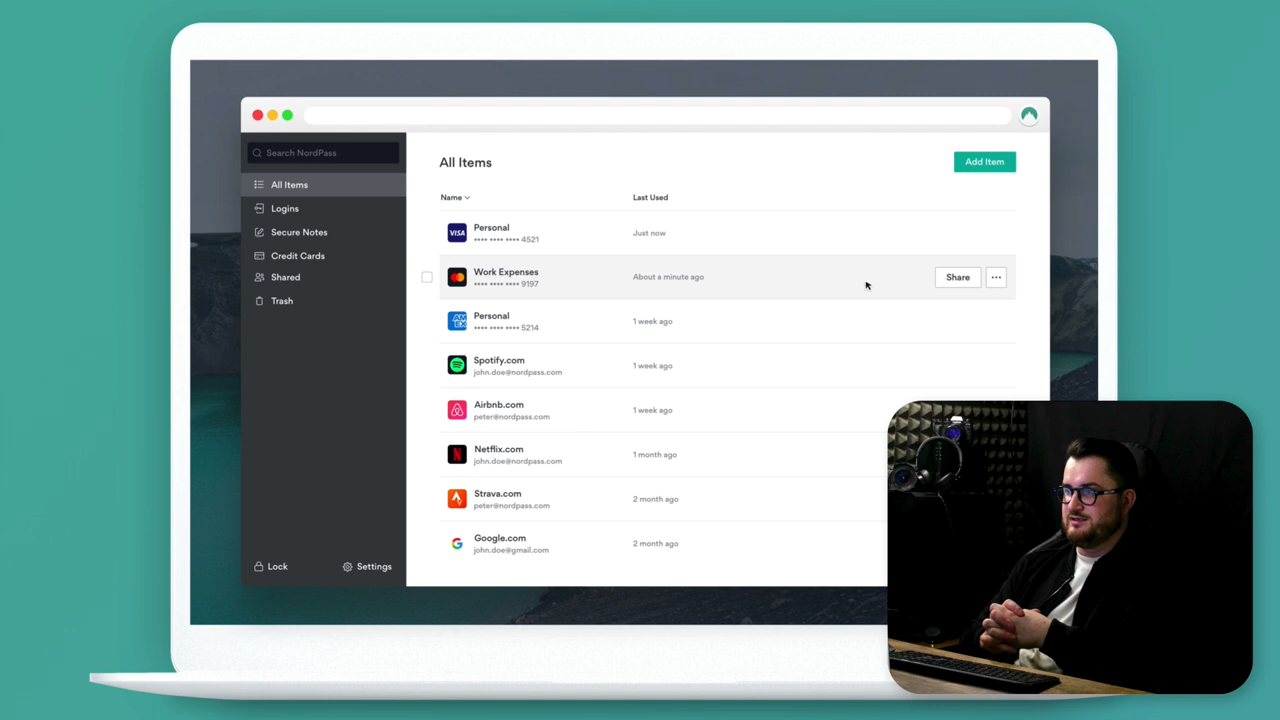 Search NordPass
All Items
Logins
Secure Notes
Credit Cards
Shared
Trash
Lock
Settings
All Items
Add Item
Name
Last Used
VISA
Personal
•••• •••• •••• 4521
Just now
Work Expenses
•••• •••• •••• 9197
About a minute ago
Share
AM
EX
Personal
•••• •••• •••• 5214
1 week ago
Spotify.com
john.doe@nordpass.com
1 week ago
Airbnb.com
peter@nordpass.com
1 week ago
N
Netflix.com
john.doe@nordpass.com
1 month ago
Strava.com
peter@nordpass.com
2 month ago
G
Google.com
john.doe@gmail.com
2 month ago